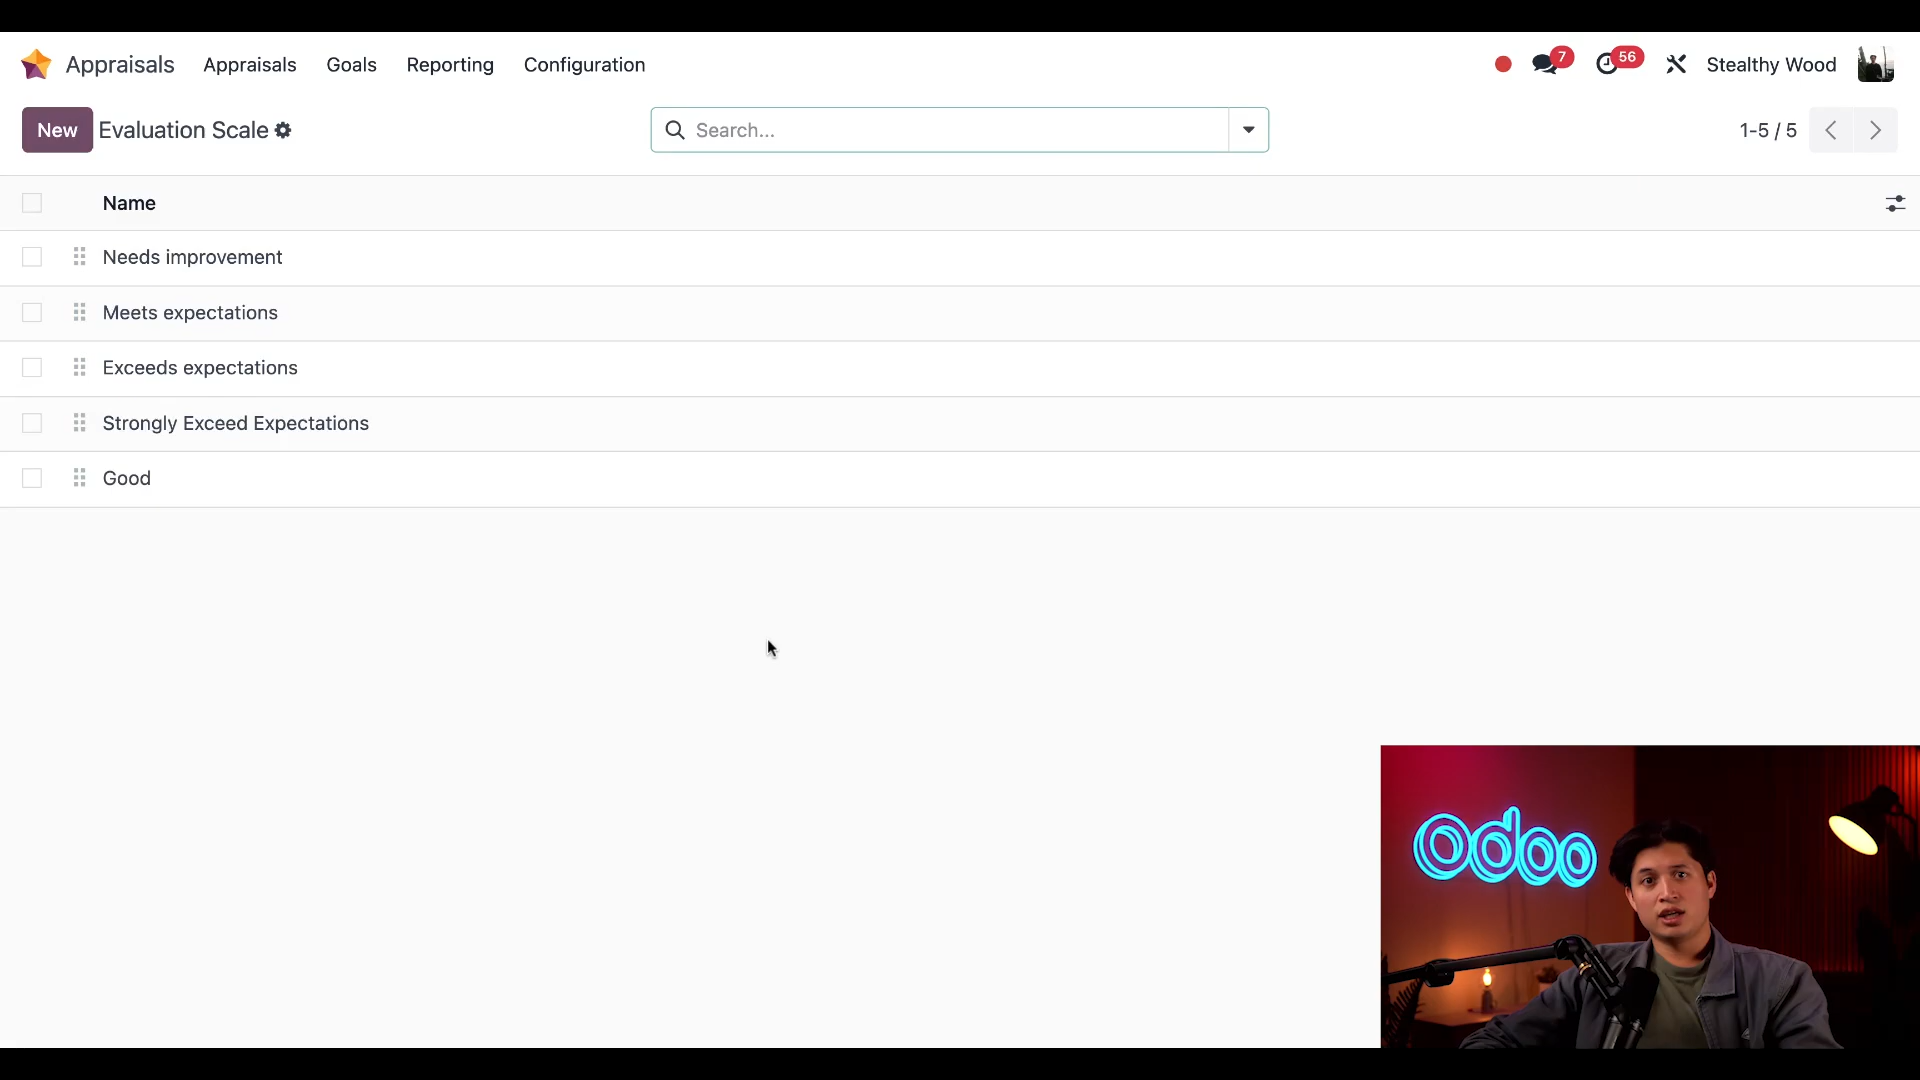 Appraisals Appraisals Goals Reporting Configuration 7 56 Stealthy Wood
New Evaluation Scale Search... 1-5 / 5
Name
Needs improvement
Meets expectations
Exceeds expectations
Strongly Exceed Expectations
Good
odoo